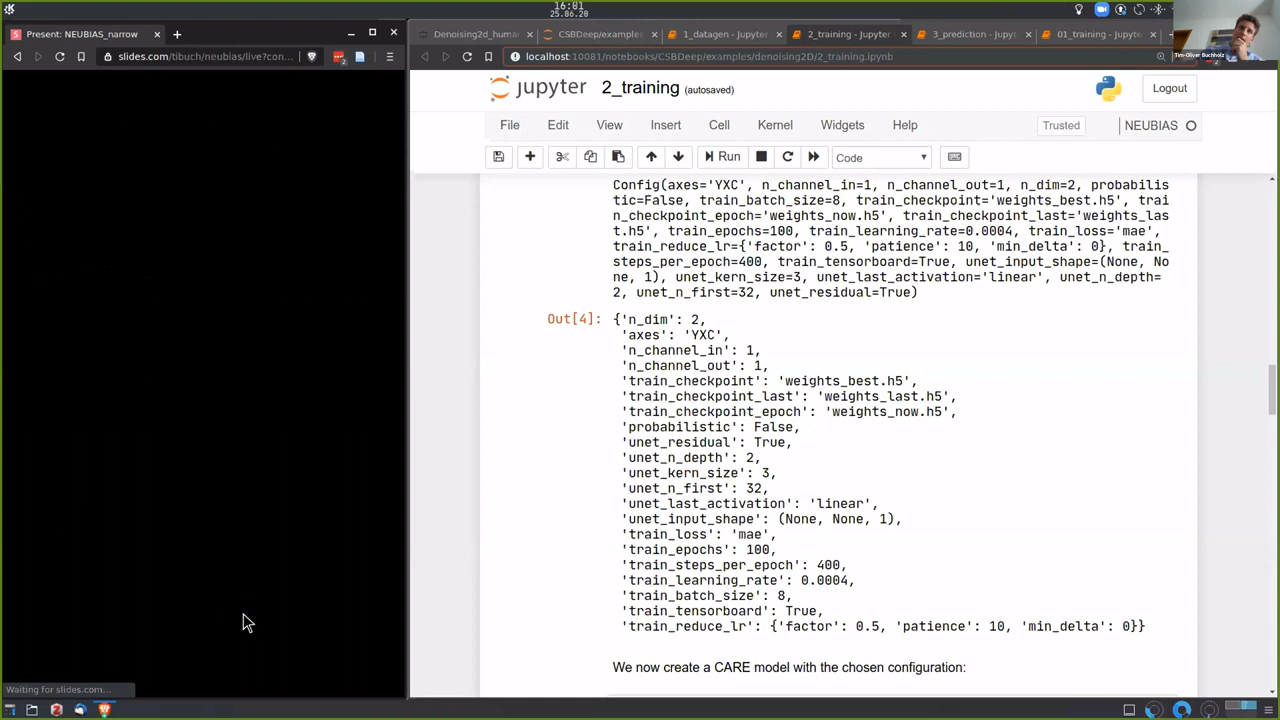 16:01
25.06.20
Present: NEUBIAS_narrow
Denoising2d_huma
CSBDeep/examples
1_datagen - Jupyter
2_training - Jupyter
3_prediction - Jupyte
01_training - Jupyter
Tim-Oliver Buchholz
slides.com/tibuch/neubias/live?con...
2
localhost:10081/notebooks/CSBDeep/examples/denoising2D/2_training.ipynb
jupyter 2_training (autosaved)
Logout
File Edit View Insert Cell Kernel Widgets Help
Trusted
NEUBIAS
Run
Code
Config(axes='YXC', n_channel_in=1, n_channel_out=1, n_dim=2, probabilis
tic=False, train_batch_size=8, train_checkpoint='weights_best.h5', trai
n_checkpoint_epoch='weights_now.h5', train_checkpoint_last='weights_las
t.h5', train_epochs=100, train_learning_rate=0.0004, train_loss='mae',
train_reduce_lr={'factor': 0.5, 'patience': 10, 'min_delta': 0}, train_
steps_per_epoch=400, train_tensorboard=True, unet_input_shape=(None, No
ne, 1), unet_kern_size=3, unet_last_activation='linear', unet_n_depth=
2, unet_n_first=32, unet_residual=True)
Out[4]: {'n_dim': 2,
'axes': 'YXC',
'n_channel_in': 1,
'n_channel_out': 1,
'train_checkpoint': 'weights_best.h5',
'train_checkpoint_last': 'weights_last.h5',
'train_checkpoint_epoch': 'weights_now.h5',
'probabilistic': False,
'unet_residual': True,
'unet_n_depth': 2,
'unet_kern_size': 3,
'unet_n_first': 32,
'unet_last_activation': 'linear',
'unet_input_shape': (None, None, 1),
'train_loss': 'mae',
'train_epochs': 100,
'train_steps_per_epoch': 400,
'train_learning_rate': 0.0004,
'train_batch_size': 8,
'train_tensorboard': True,
'train_reduce_lr': {'factor': 0.5, 'patience': 10, 'min_delta': 0}}
We now create a CARE model with the chosen configuration:
Waiting for slides.com...